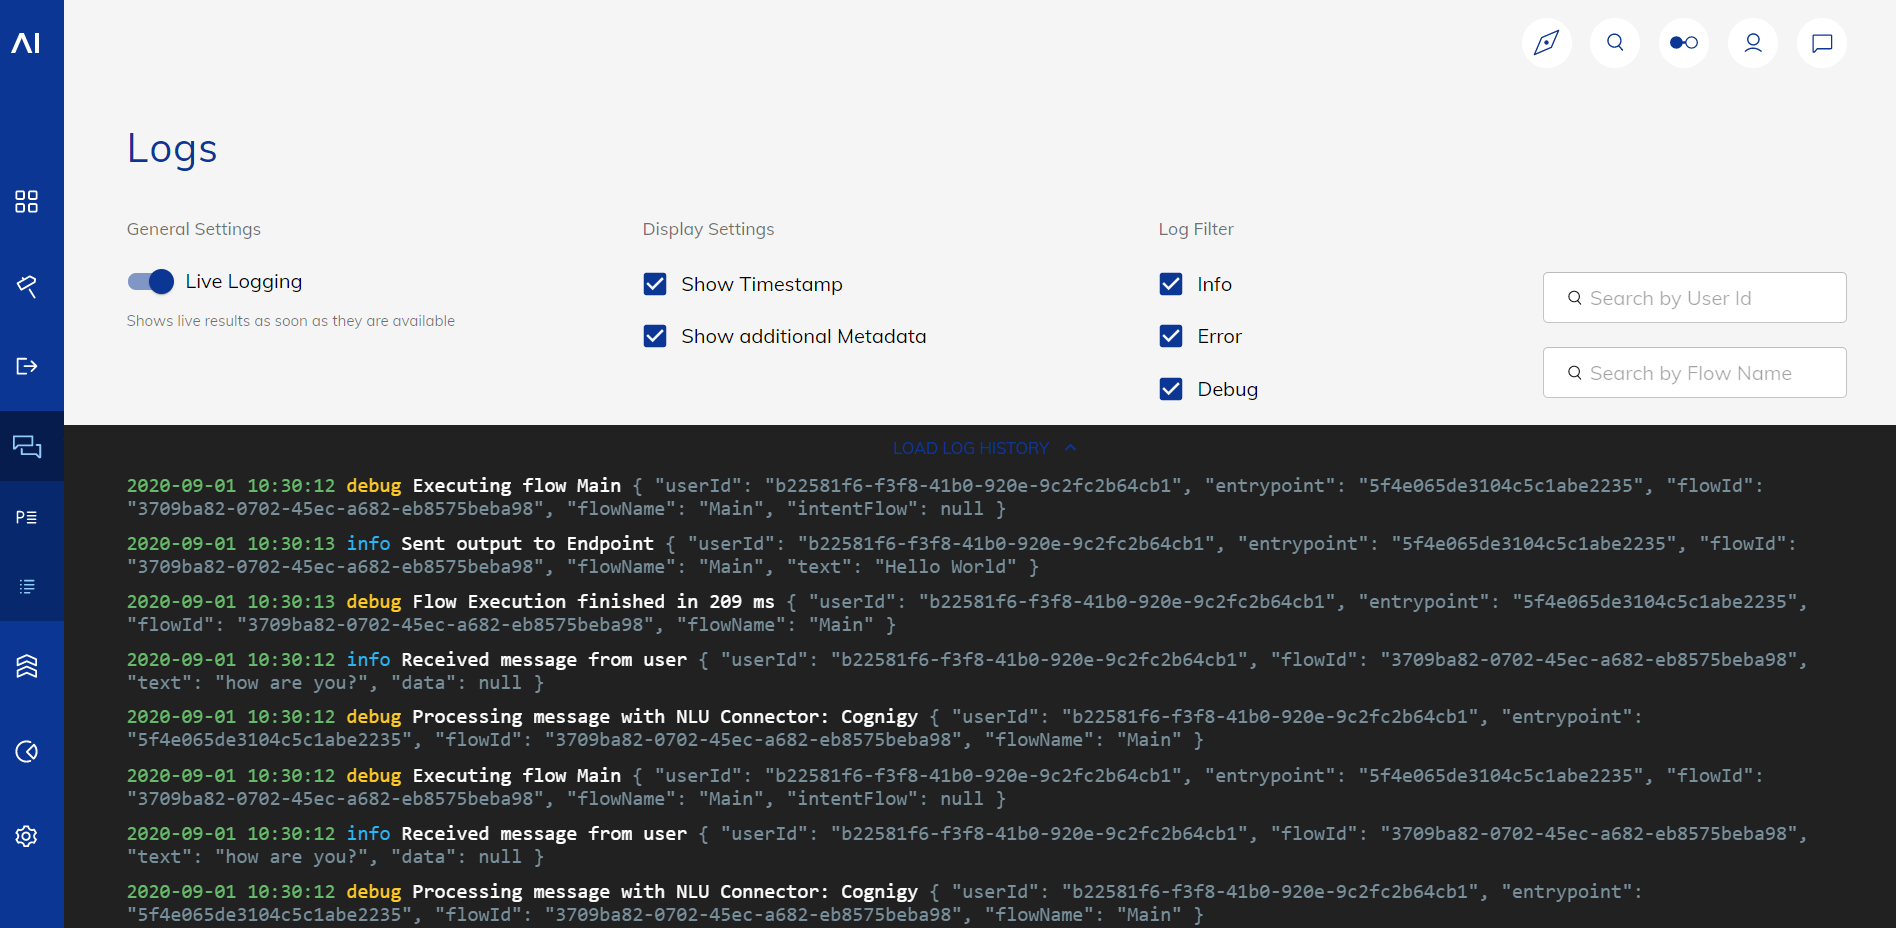 AI
Logs
General Settings
Display Settings
Log Filter
Live Logging
Show Timestamp
Info
Search by User Id
Shows live results as soon as they are available
Show additional Metadata
Error
Search by Flow Name
Debug
LOAD LOG HISTORY
2020-09-01 10:30:12 debug Executing flow Main { "userId": "b22581f6-f3f8-41b0-920e-9c2fc2b64cb1", "entrypoint": "5f4e065de3104c5c1abe2235", "flowId":
"3709ba82-0702-45ec-a682-eb8575beba98", "flowName": "Main", "intentFlow": null }
2020-09-01 10:30:13 info Sent output to Endpoint { "userId": "b22581f6-f3f8-41b0-920e-9c2fc2b64cb1", "entrypoint": "5f4e065de3104c5c1abe2235", "flowId":
"3709ba82-0702-45ec-a682-eb8575beba98", "flowName": "Main", "text": "Hello World" }
2020-09-01 10:30:13 debug Flow Execution finished in 209 ms { "userId": "b22581f6-f3f8-41b0-920e-9c2fc2b64cb1", "entrypoint": "5f4e065de3104c5c1abe2235",
"flowId": "3709ba82-0702-45ec-a682-eb8575beba98", "flowName": "Main" }
2020-09-01 10:30:12 info Received message from user { "userId": "b22581f6-f3f8-41b0-920e-9c2fc2b64cb1", "flowId": "3709ba82-0702-45ec-a682-eb8575beba98",
"text": "how are you?", "data": null }
2020-09-01 10:30:12 debug Processing message with NLU Connector: Cognigy { "userId": "b22581f6-f3f8-41b0-920e-9c2fc2b64cb1", "entrypoint":
"5f4e065de3104c5c1abe2235", "flowId": "3709ba82-0702-45ec-a682-eb8575beba98", "flowName": "Main" }
2020-09-01 10:30:12 debug Executing flow Main { "userId": "b22581f6-f3f8-41b0-920e-9c2fc2b64cb1", "entrypoint": "5f4e065de3104c5c1abe2235", "flowId":
"3709ba82-0702-45ec-a682-eb8575beba98", "flowName": "Main", "intentFlow": null }
2020-09-01 10:30:12 info Received message from user { "userId": "b22581f6-f3f8-41b0-920e-9c2fc2b64cb1", "flowId": "3709ba82-0702-45ec-a682-eb8575beba98",
"text": "how are you?", "data": null }
2020-09-01 10:30:12 debug Processing message with NLU Connector: Cognigy { "userId": "b22581f6-f3f8-41b0-920e-9c2fc2b64cb1", "entrypoint":
"5f4e065de3104c5c1abe2235", "flowId": "3709ba82-0702-45ec-a682-eb8575beba98", "flowName": "Main" }